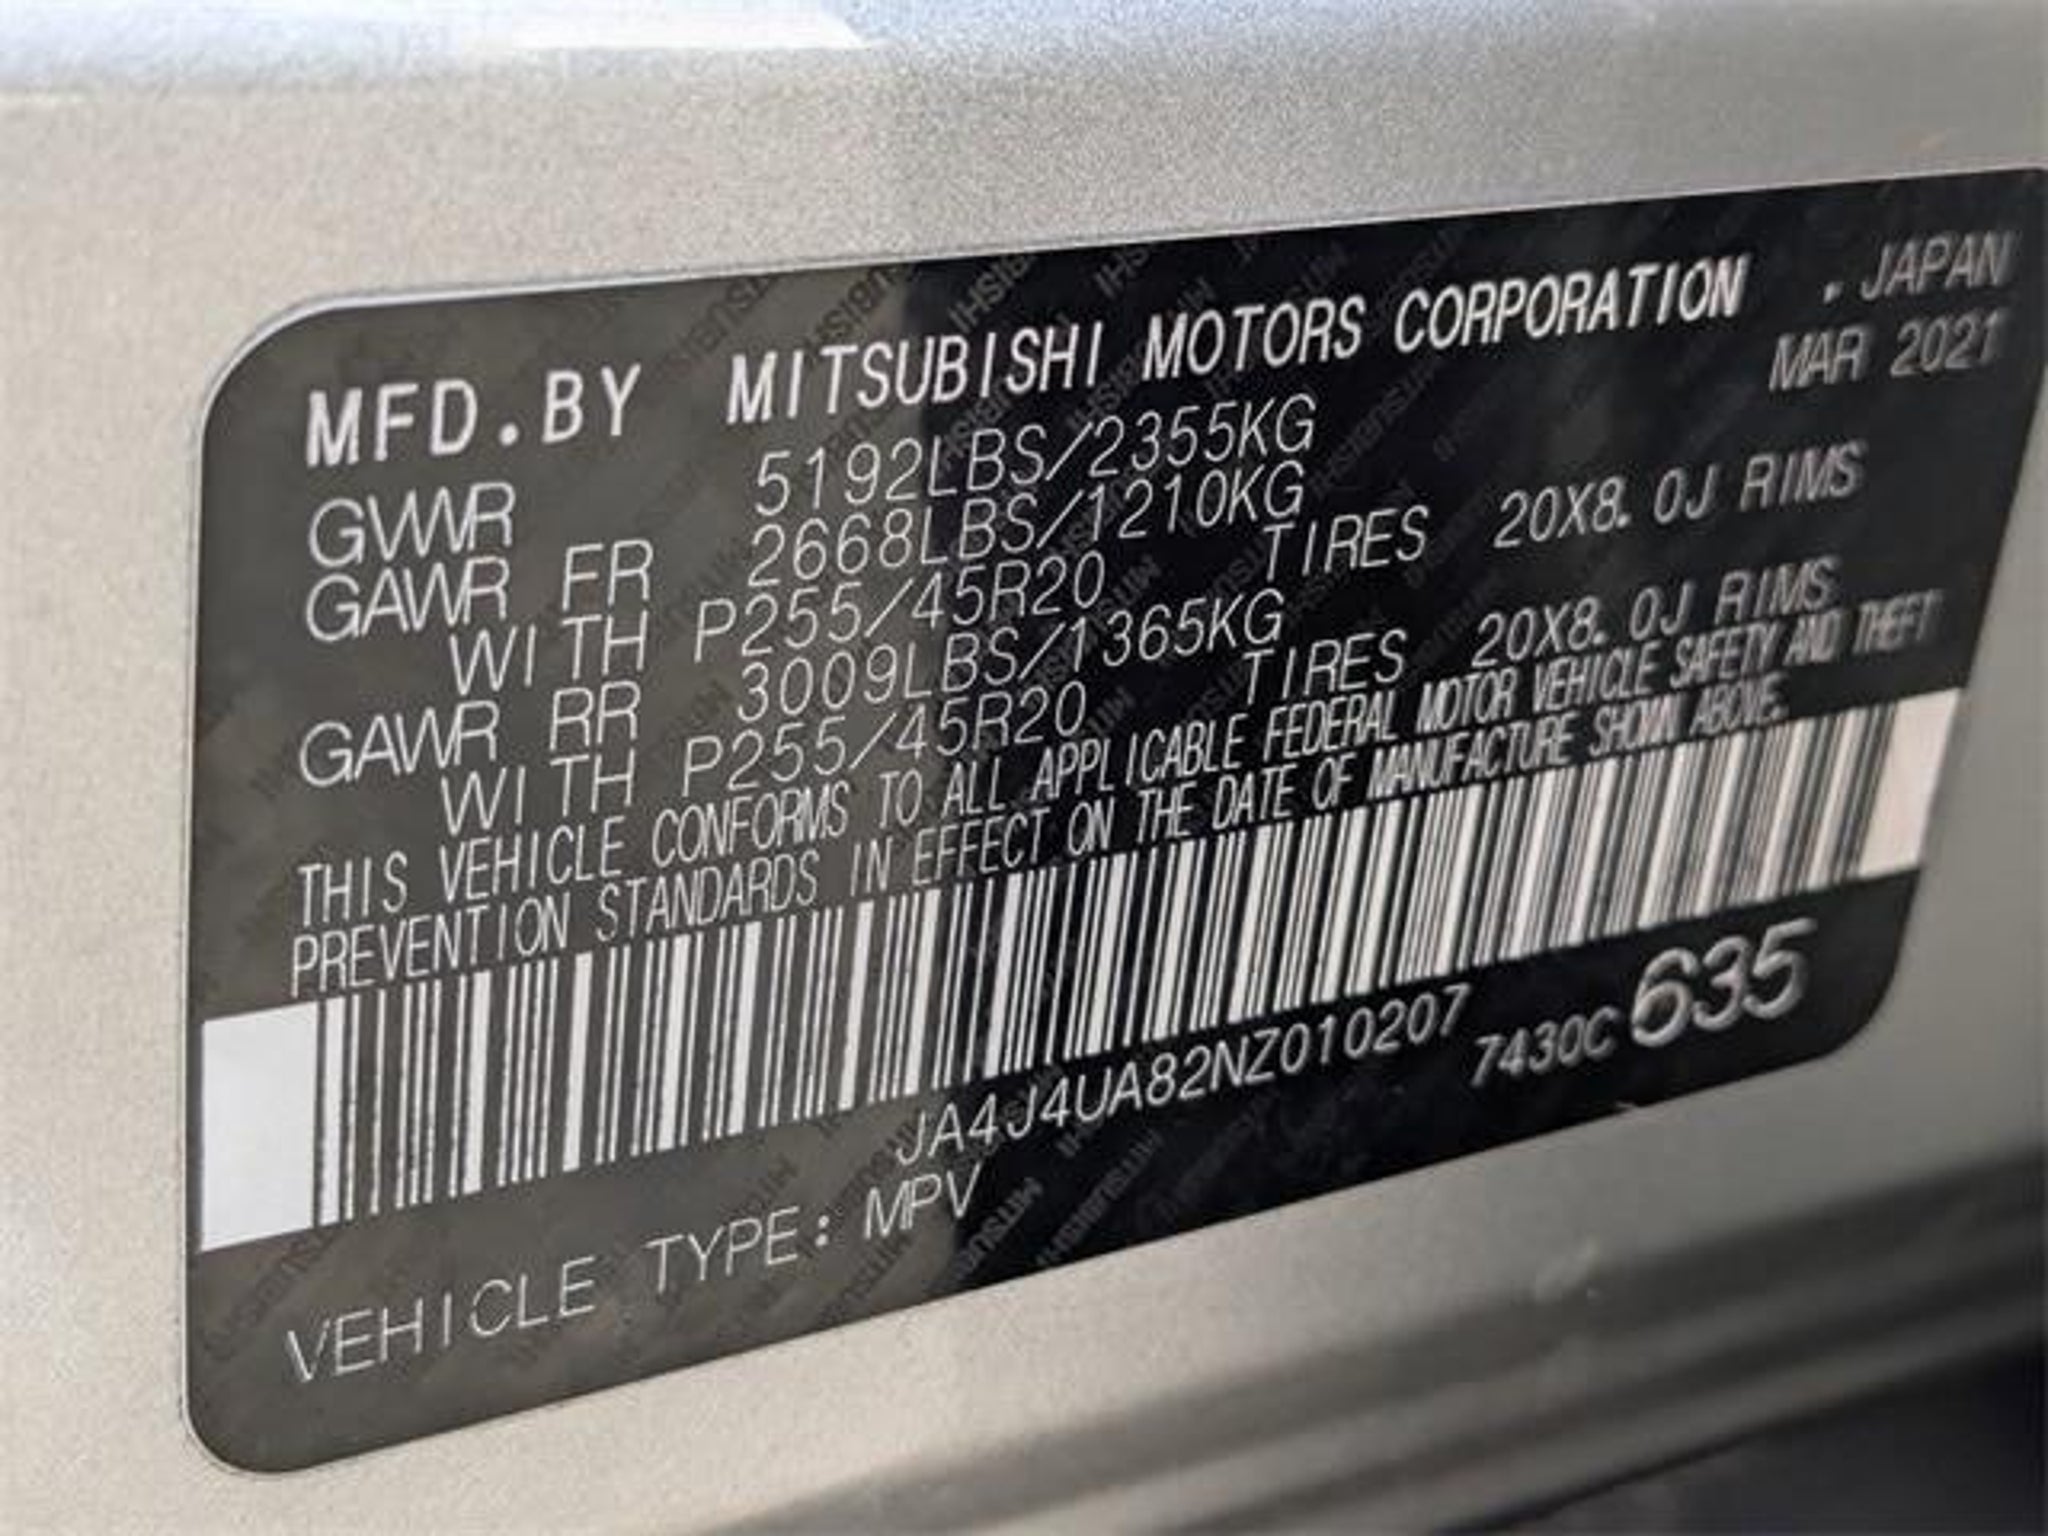 MFD.BY MITSUBISHI MOTORS CORPORATION . JAPAN
MAR 2021
GVWR 5192LBS/2355KG
GAWR FR 2668LBS/1210KG
WITH P255/45R20 TIRES 20X8.0J RIMS
GAWR RR 3009LBS/1365KG
WITH P255/45R20 TIRES 20X8.0J RIMS
THIS VEHICLE CONFORMS TO ALL APPLICABLE FEDERAL MOTOR VEHICLE SAFETY AND THEFT
PREVENTION STANDARDS IN EFFECT ON THE DATE OF MANUFACTURE SHOWN ABOVE.
JA4J4UA82NZ010207 7430C 635
VEHICLE TYPE: MPV